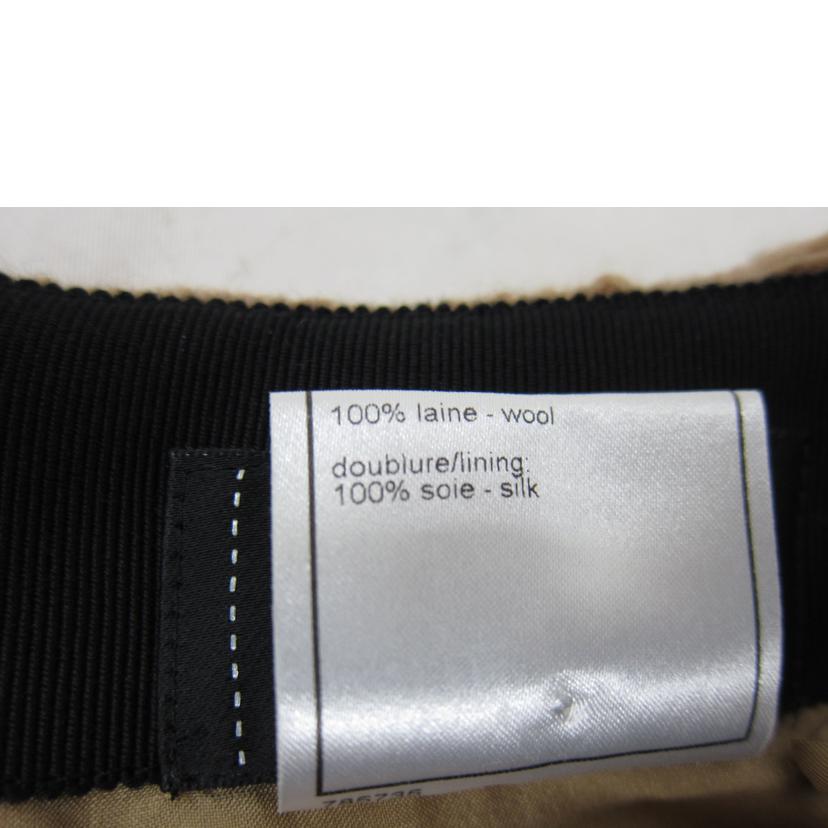 100% laine - wool
doublure/lining:
100% soie - silk